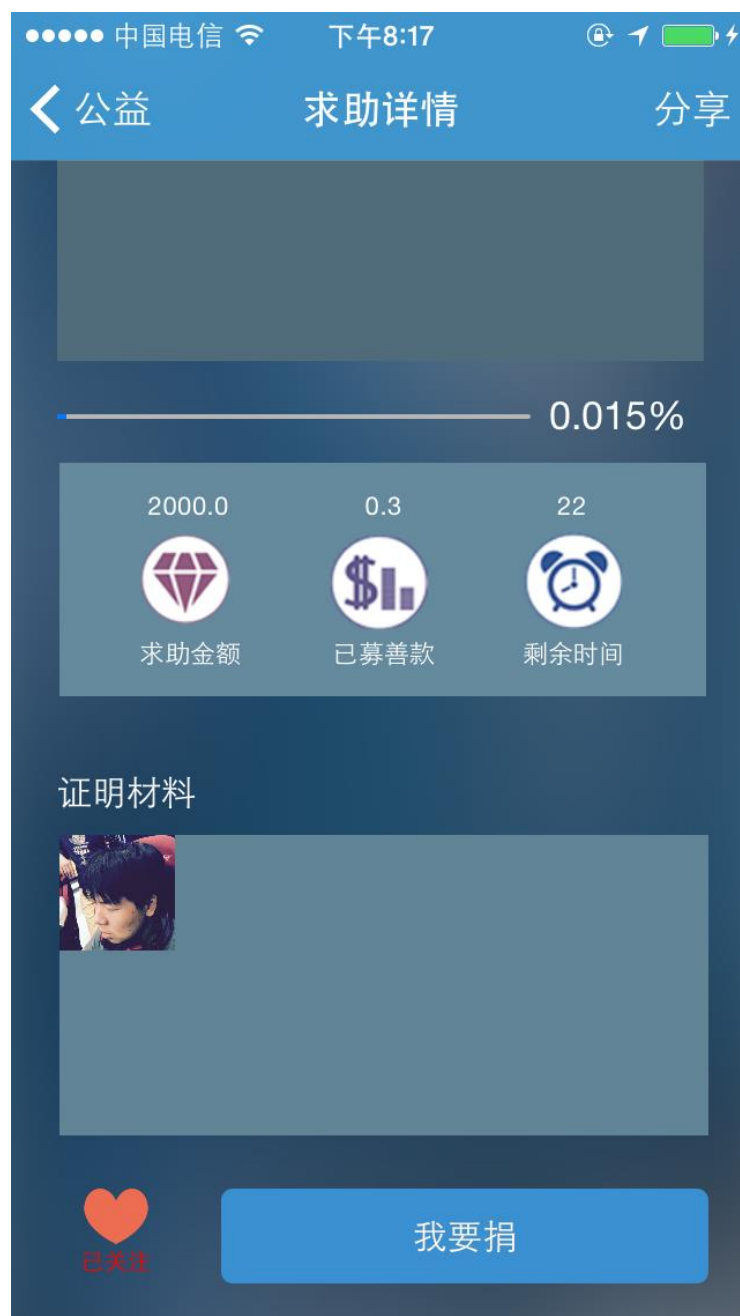 中国电信 下午8:17
公益 求助详情 分享
0.015%
2000.0 0.3 22
求助金额 已募善款 剩余时间
证明材料
已关注 我要捐